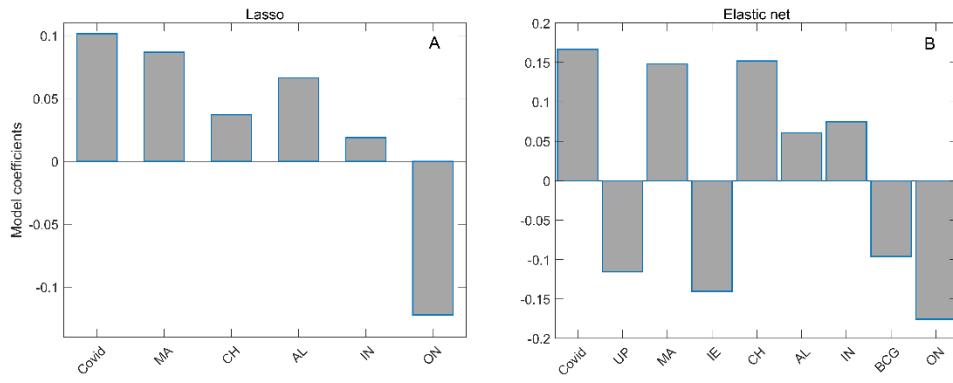 Lasso
A
Model coefficients
0.1
0.05
0
-0.05
-0.1
Covid MA CH AL IN ON
Elastic net
B
0.2
0.15
0.1
0.05
0
-0.05
-0.1
-0.15
-0.2
Covid UP MA IE CH AL IN BCG ON